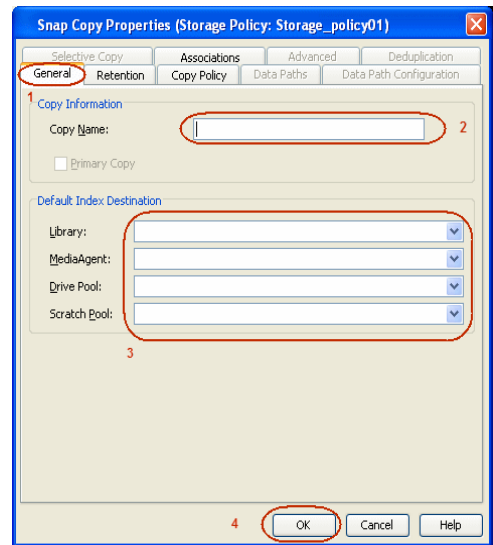 Snap Copy Properties (Storage Policy: Storage_policy01)
Selective Copy Associations Advanced Deduplication
General Retention Copy Policy Data Paths Data Path Configuration
1 Copy Information
Copy Name: 2
Primary Copy
Default Index Destination
Library:
MediaAgent:
Drive Pool:
Scratch Pool:
3
4 OK Cancel Help